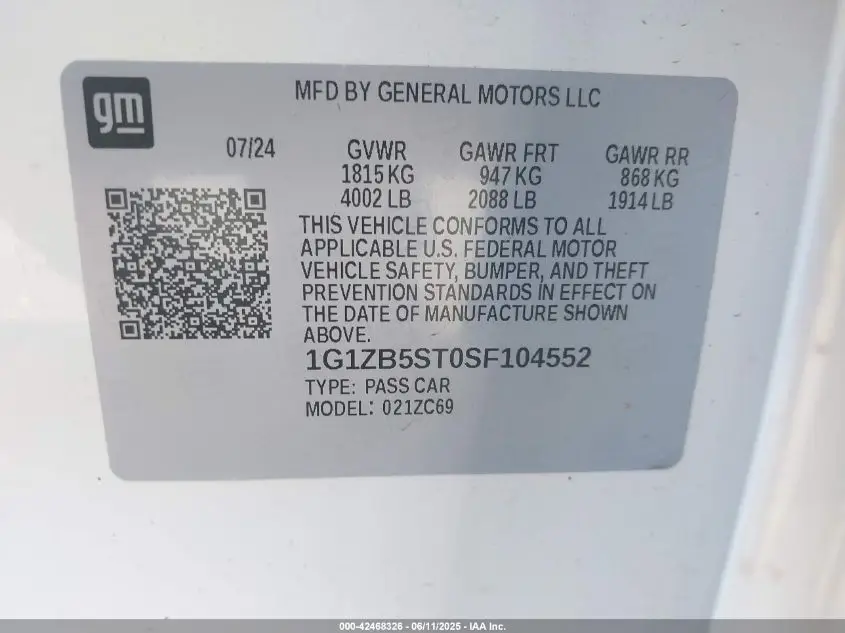 gm
MFD BY GENERAL MOTORS LLC
07/24 GVWR GAWR FRT GAWR RR
1815 KG 947 KG 868 KG
4002 LB 2088 LB 1914 LB
THIS VEHICLE CONFORMS TO ALL
APPLICABLE U.S. FEDERAL MOTOR
VEHICLE SAFETY, BUMPER, AND THEFT
PREVENTION STANDARDS IN EFFECT ON
THE DATE OF MANUFACTURE SHOWN
ABOVE.
1G1ZB5ST0SF104552
TYPE: PASS CAR
MODEL: 021ZC69
000-42468326 - 06/11/2025 - IAA Inc.